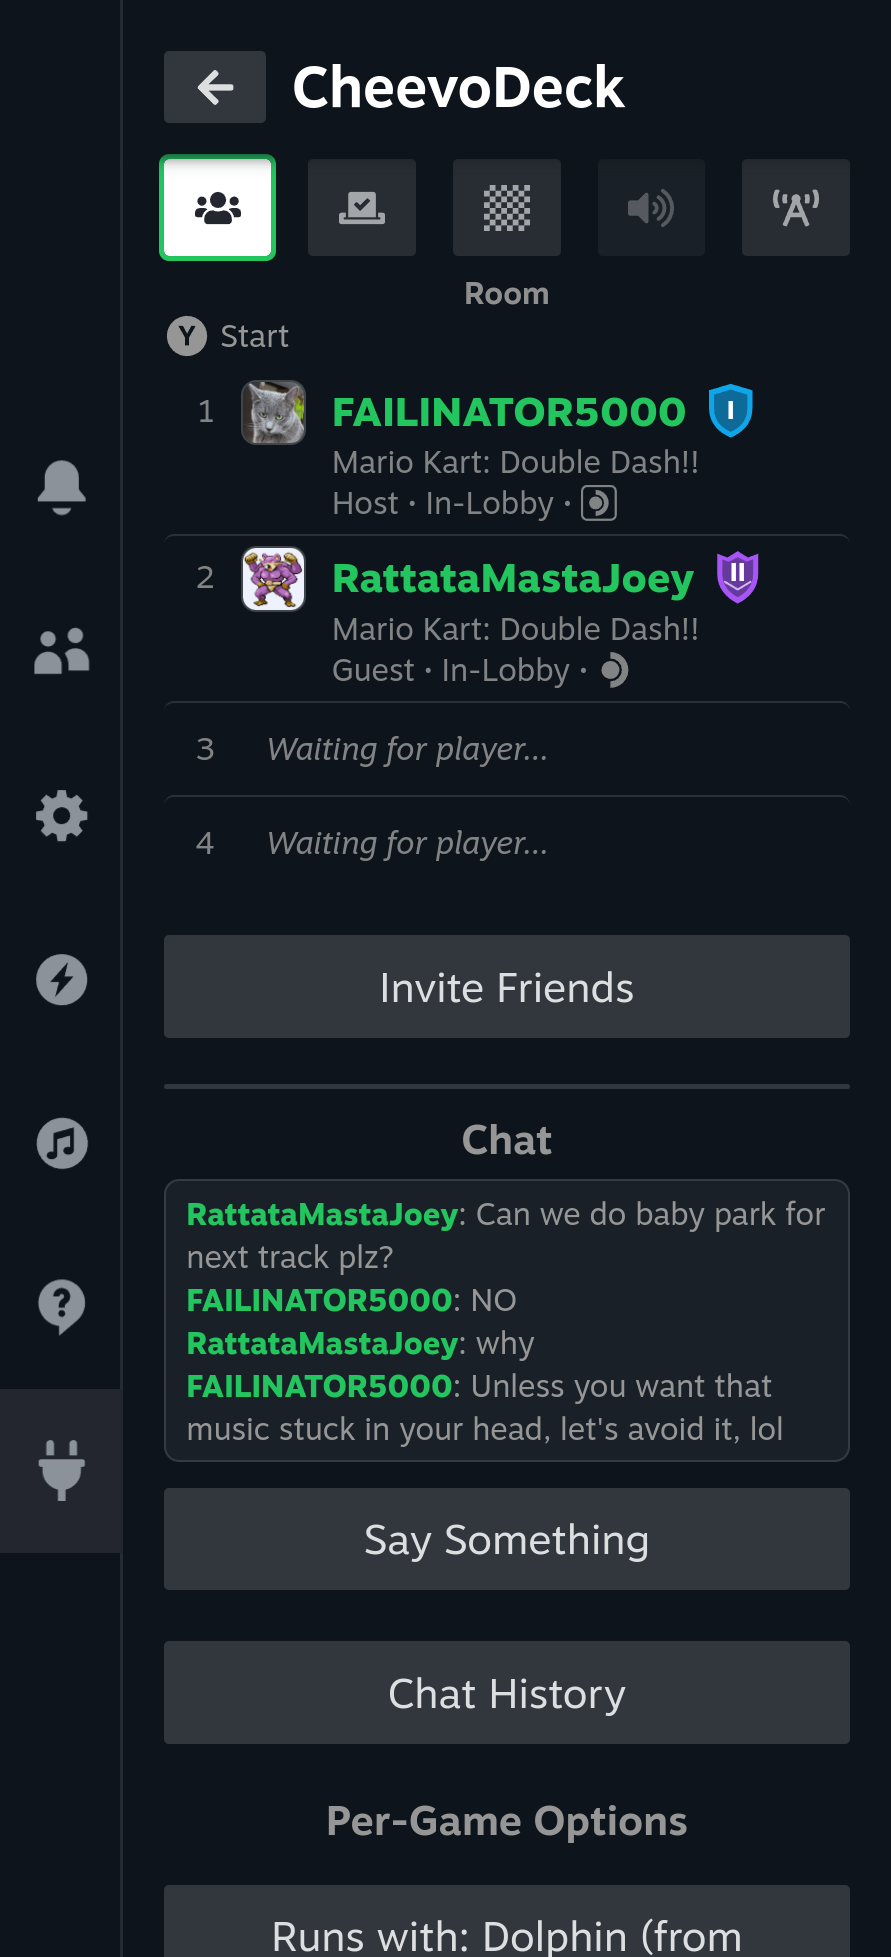 CheevoDeck
Room
Y Start
1 FAILINATOR5000 I
Mario Kart: Double Dash!!
Host · In-Lobby ·
2 RattataMastaJoey II
Mario Kart: Double Dash!!
Guest · In-Lobby ·
3 Waiting for player...
4 Waiting for player...
Invite Friends
Chat
RattataMastaJoey: Can we do baby park for
next track plz?
FAILINATOR5000: NO
RattataMastaJoey: why
FAILINATOR5000: Unless you want that
music stuck in your head, let's avoid it, lol
Say Something
Chat History
Per-Game Options
Runs with: Dolphin (from